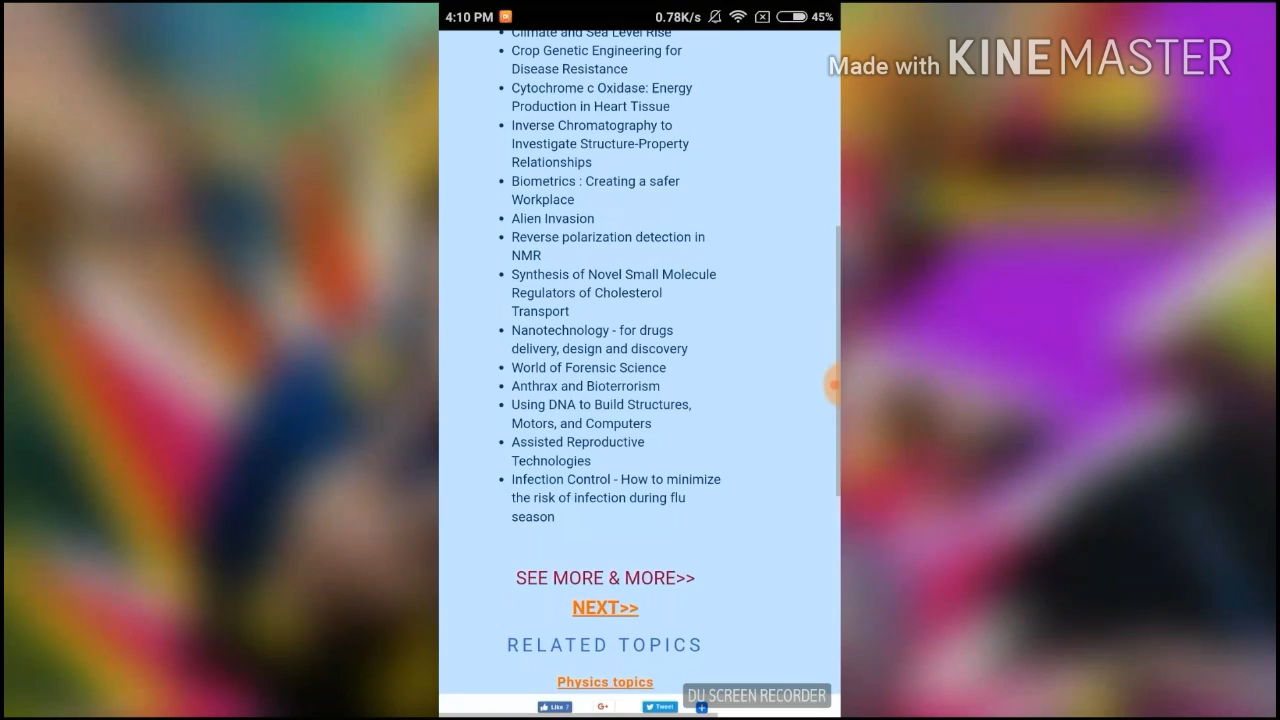 4:10 PM 0.78K/s 45%
Made with KINEMASTER
Climate and Sea Level Rise
Crop Genetic Engineering for
Disease Resistance
Cytochrome c Oxidase: Energy
Production in Heart Tissue
Inverse Chromatography to
Investigate Structure-Property
Relationships
Biometrics : Creating a safer
Workplace
Alien Invasion
Reverse polarization detection in
NMR
Synthesis of Novel Small Molecule
Regulators of Cholesterol
Transport
Nanotechnology - for drugs
delivery, design and discovery
World of Forensic Science
Anthrax and Bioterrorism
Using DNA to Build Structures,
Motors, and Computers
Assisted Reproductive
Technologies
Infection Control - How to minimize
the risk of infection during flu
season
SEE MORE & MORE>>
NEXT>>
RELATED TOPICS
Physics topics
DU SCREEN RECORDER
Like 7 G+ Tweet